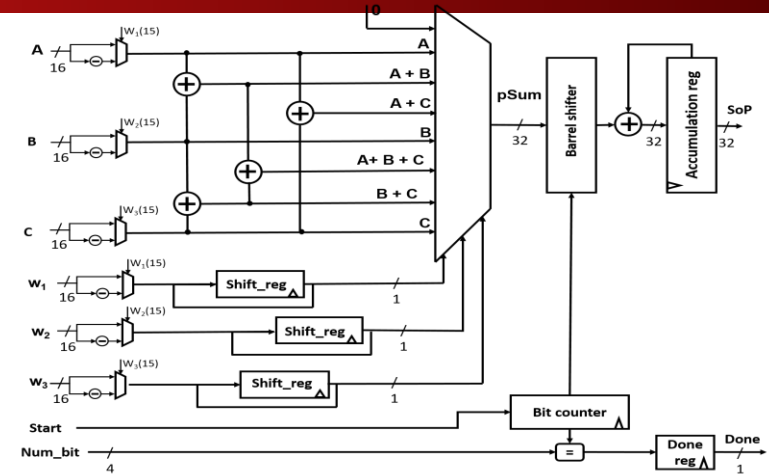 0
W₁(15)
A
16
A
A + B
A + C
pSum
32
Barrel shifter
32
Accumulation reg
SoP
32
W₂(15)
B
16
B
A+ B + C
B + C
W₃(15)
C
16
C
W₁(15)
w₁
16
Shift_reg
1
W₂(15)
w₂
16
Shift_reg
1
W₃(15)
w₃
16
Shift_reg
1
Start
Bit counter
Num_bit
4
=
Done reg
Done
1